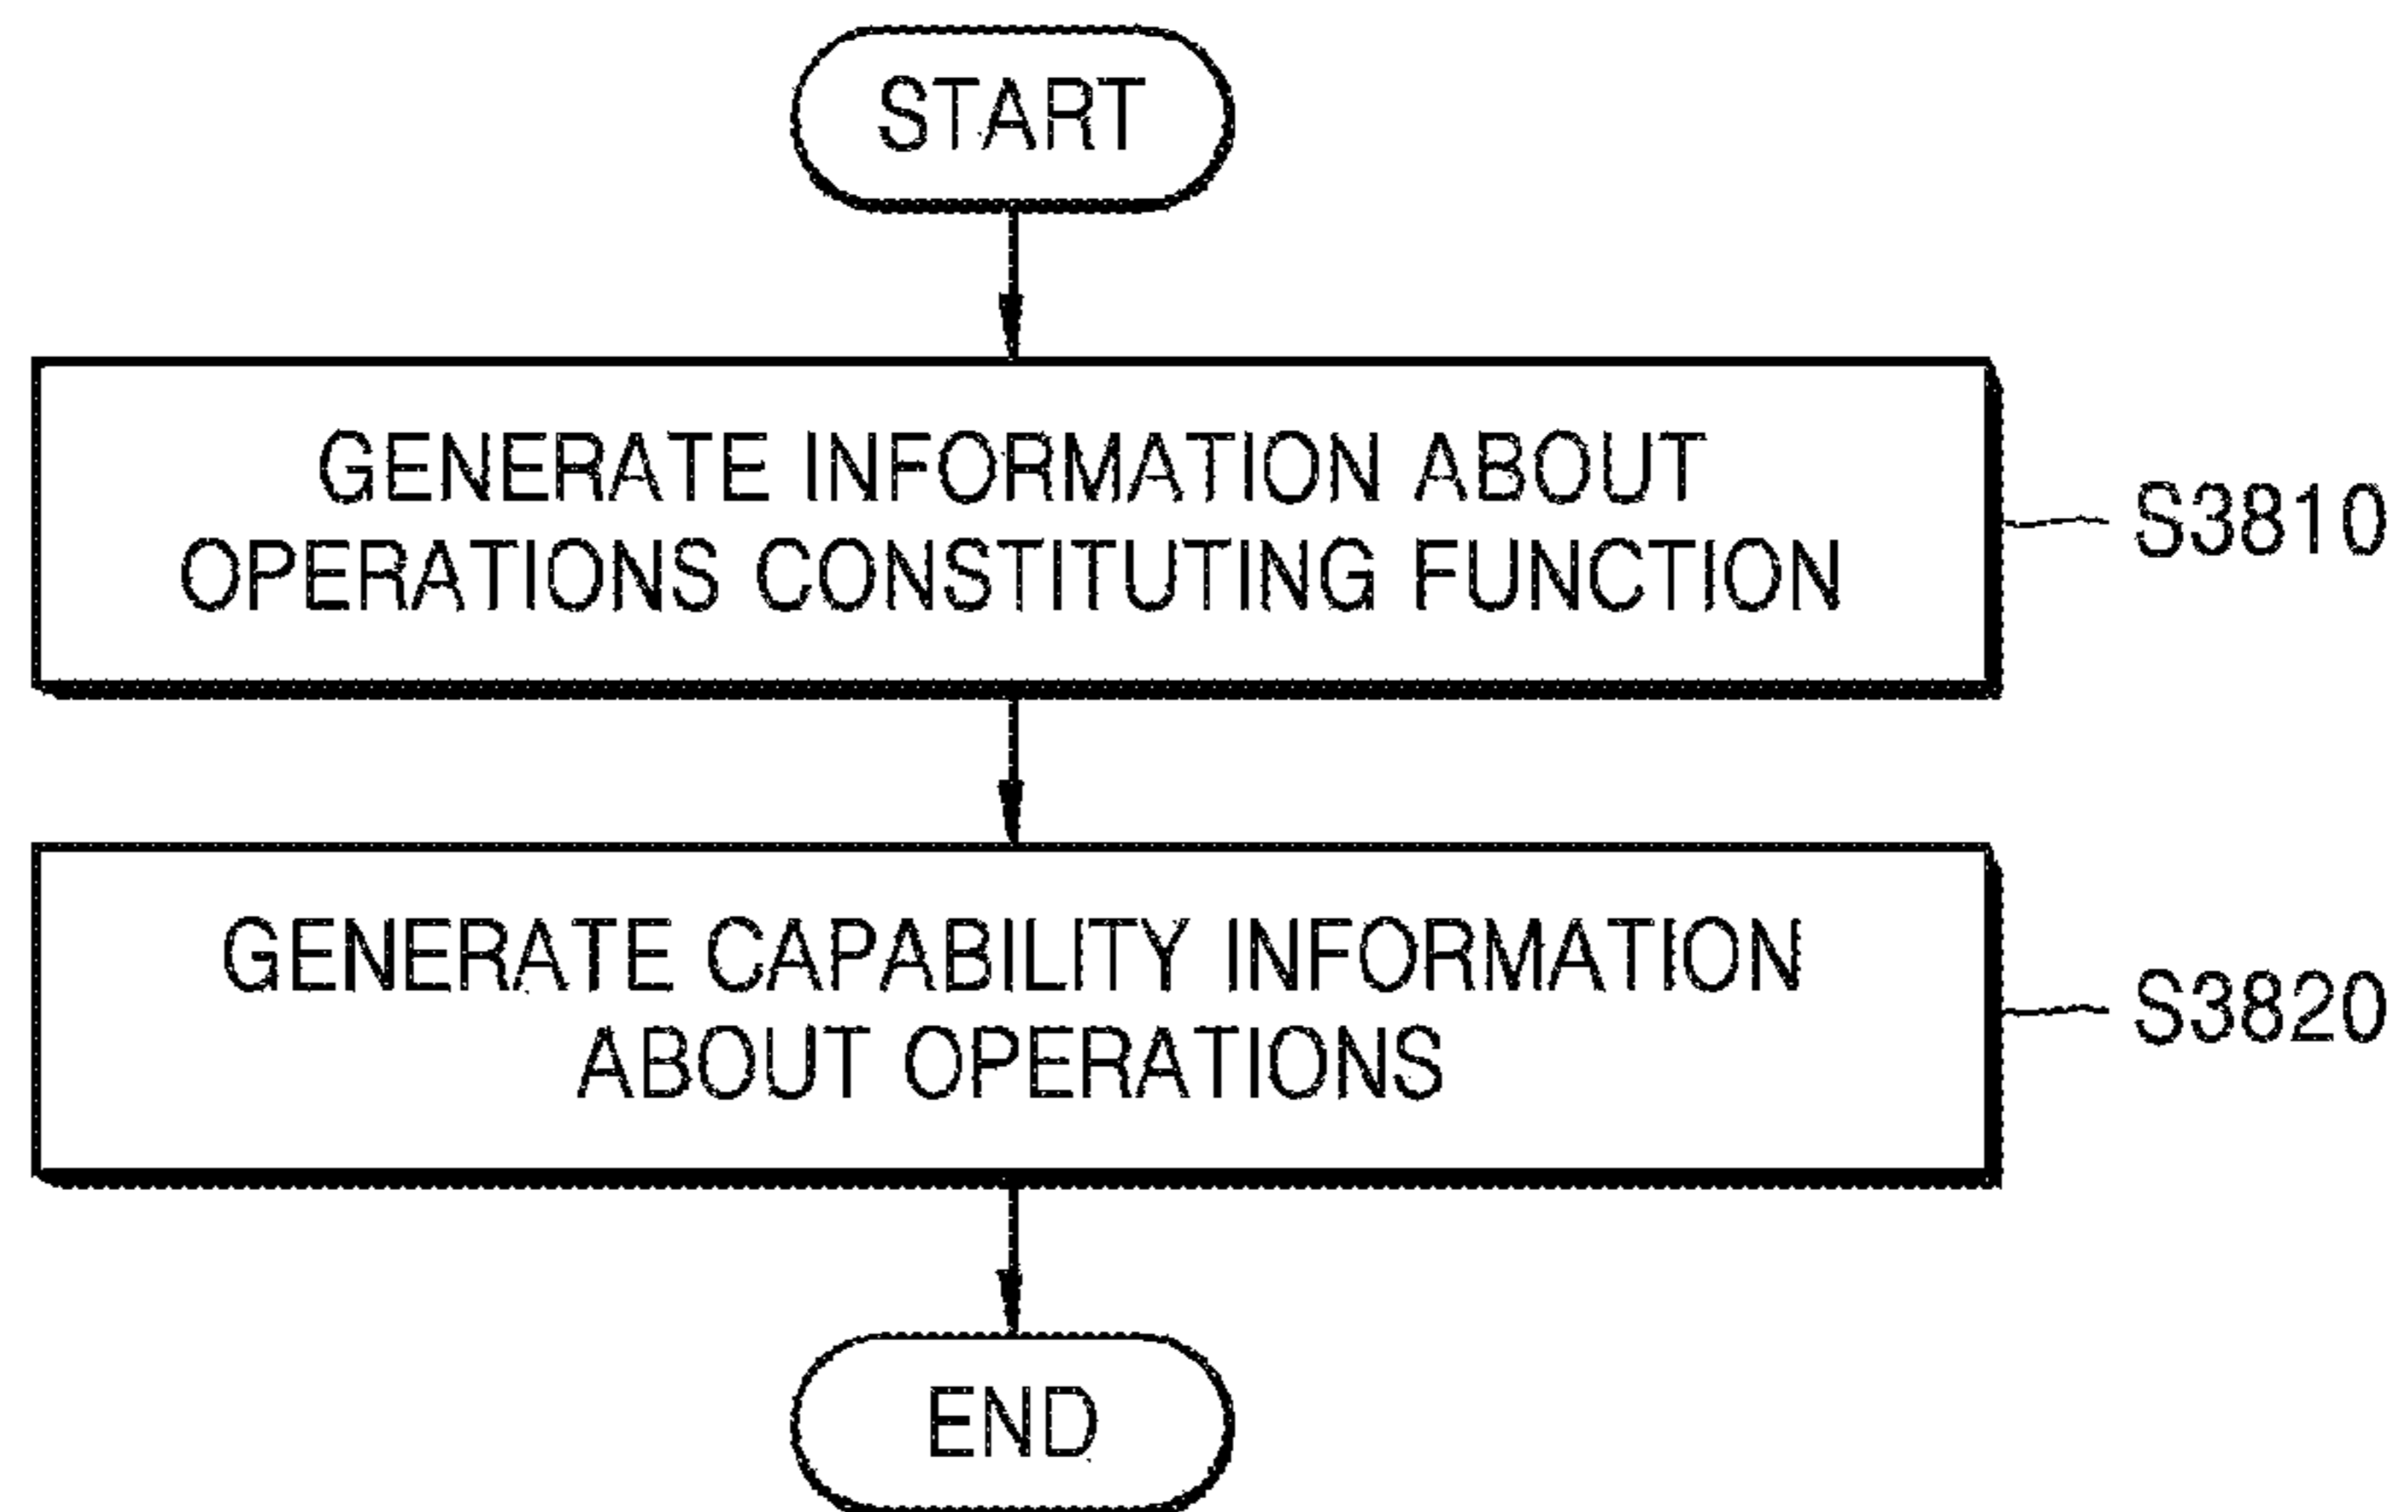 START
GENERATE INFORMATION ABOUT
OPERATIONS CONSTITUTING FUNCTION
S3810
GENERATE CAPABILITY INFORMATION
ABOUT OPERATIONS
S3820
END